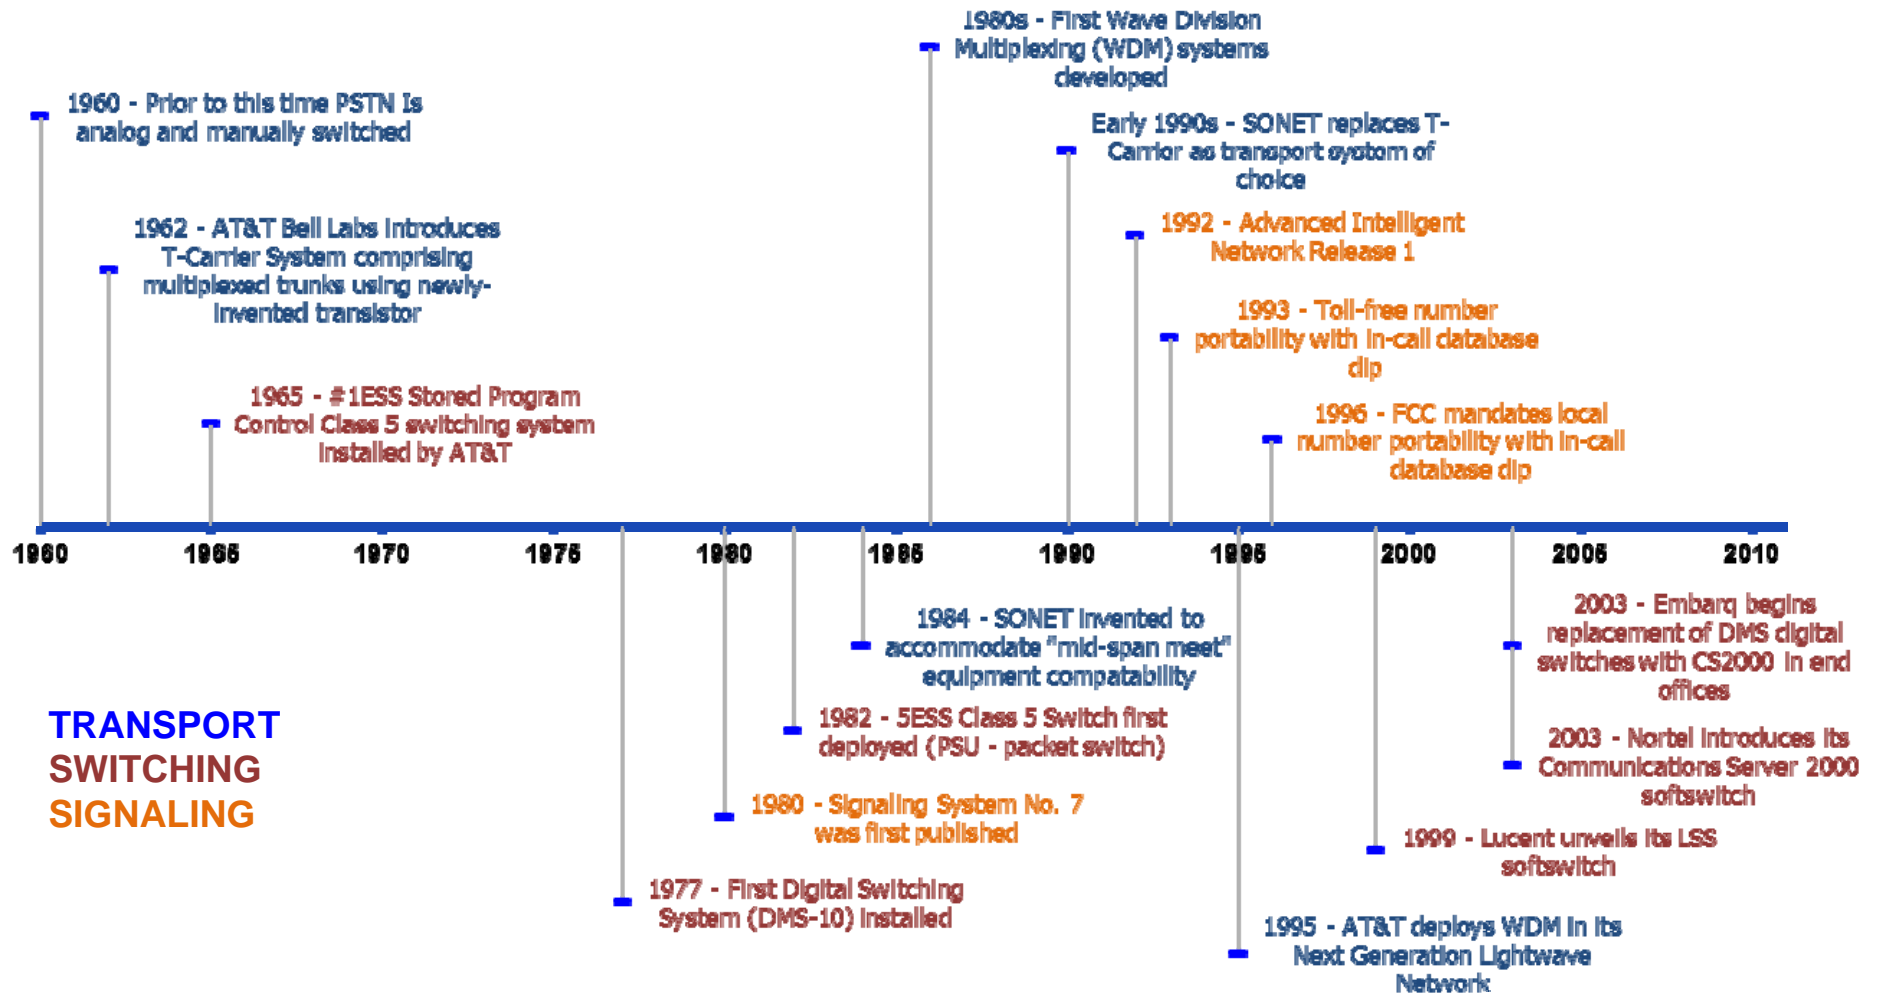 1980s - First Wave Division
Multiplexing (WDM) systems
developed
1960 - Prior to this time PSTN is
analog and manually switched
Early 1990s - SONET replaces T-
Carrier as transport system of
choice
1962 - AT&T Bell Labs introduces
T-Carrier System comprising
multiplexed trunks using newly-
invented transistor
1992 - Advanced Intelligent
Network Release 1
1993 - Toll-free number
portability with in-call database
dip
1965 - #1ESS Stored Program
Control Class 5 switching system
installed by AT&T
1996 - FCC mandates local
number portability with in-call
database dip
1960 1965 1970 1975 1980 1985 1990 1995 2000 2005 2010
1984 - SONET invented to
accommodate "mid-span meet"
equipment compatability
2003 - Embarq begins
replacement of DMS digital
switches with CS2000 in end
offices
1982 - 5ESS Class 5 Switch first
deployed (PSU - packet switch)
2003 - Nortel introduces its
Communications Server 2000
softswitch
1980 - Signaling System No. 7
was first published
1999 - Lucent unveils its LSS
softswitch
1977 - First Digital Switching
System (DMS-10) installed
1995 - AT&T deploys WDM in its
Next Generation Lightwave
Network
TRANSPORT
SWITCHING
SIGNALING